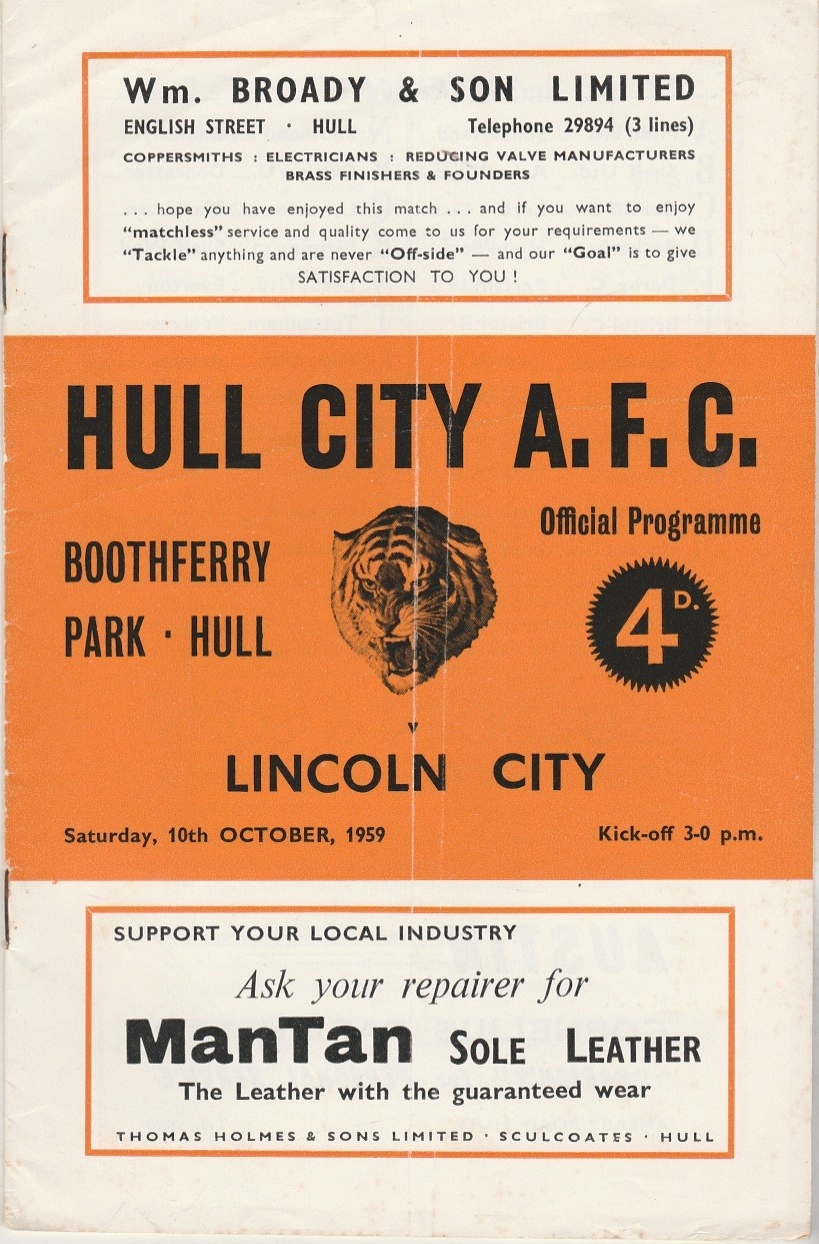 Wm. BROADY & SON LIMITED
ENGLISH STREET · HULL Telephone 29894 (3 lines)
COPPERSMITHS : ELECTRICIANS : REDUCING VALVE MANUFACTURERS
BRASS FINISHERS & FOUNDERS
. . . hope you have enjoyed this match . . . and if you want to enjoy
“matchless” service and quality come to us for your requirements — we
“Tackle” anything and are never “Off-side” — and our “Goal” is to give
SATISFACTION TO YOU !
HULL CITY A.F.C.
Official Programme
BOOTHFERRY
PARK · HULL
4D.
v
LINCOLN CITY
Saturday, 10th OCTOBER, 1959 Kick-off 3-0 p.m.
SUPPORT YOUR LOCAL INDUSTRY
Ask your repairer for
ManTan SOLE LEATHER
The Leather with the guaranteed wear
THOMAS HOLMES & SONS LIMITED · SCULCOATES · HULL